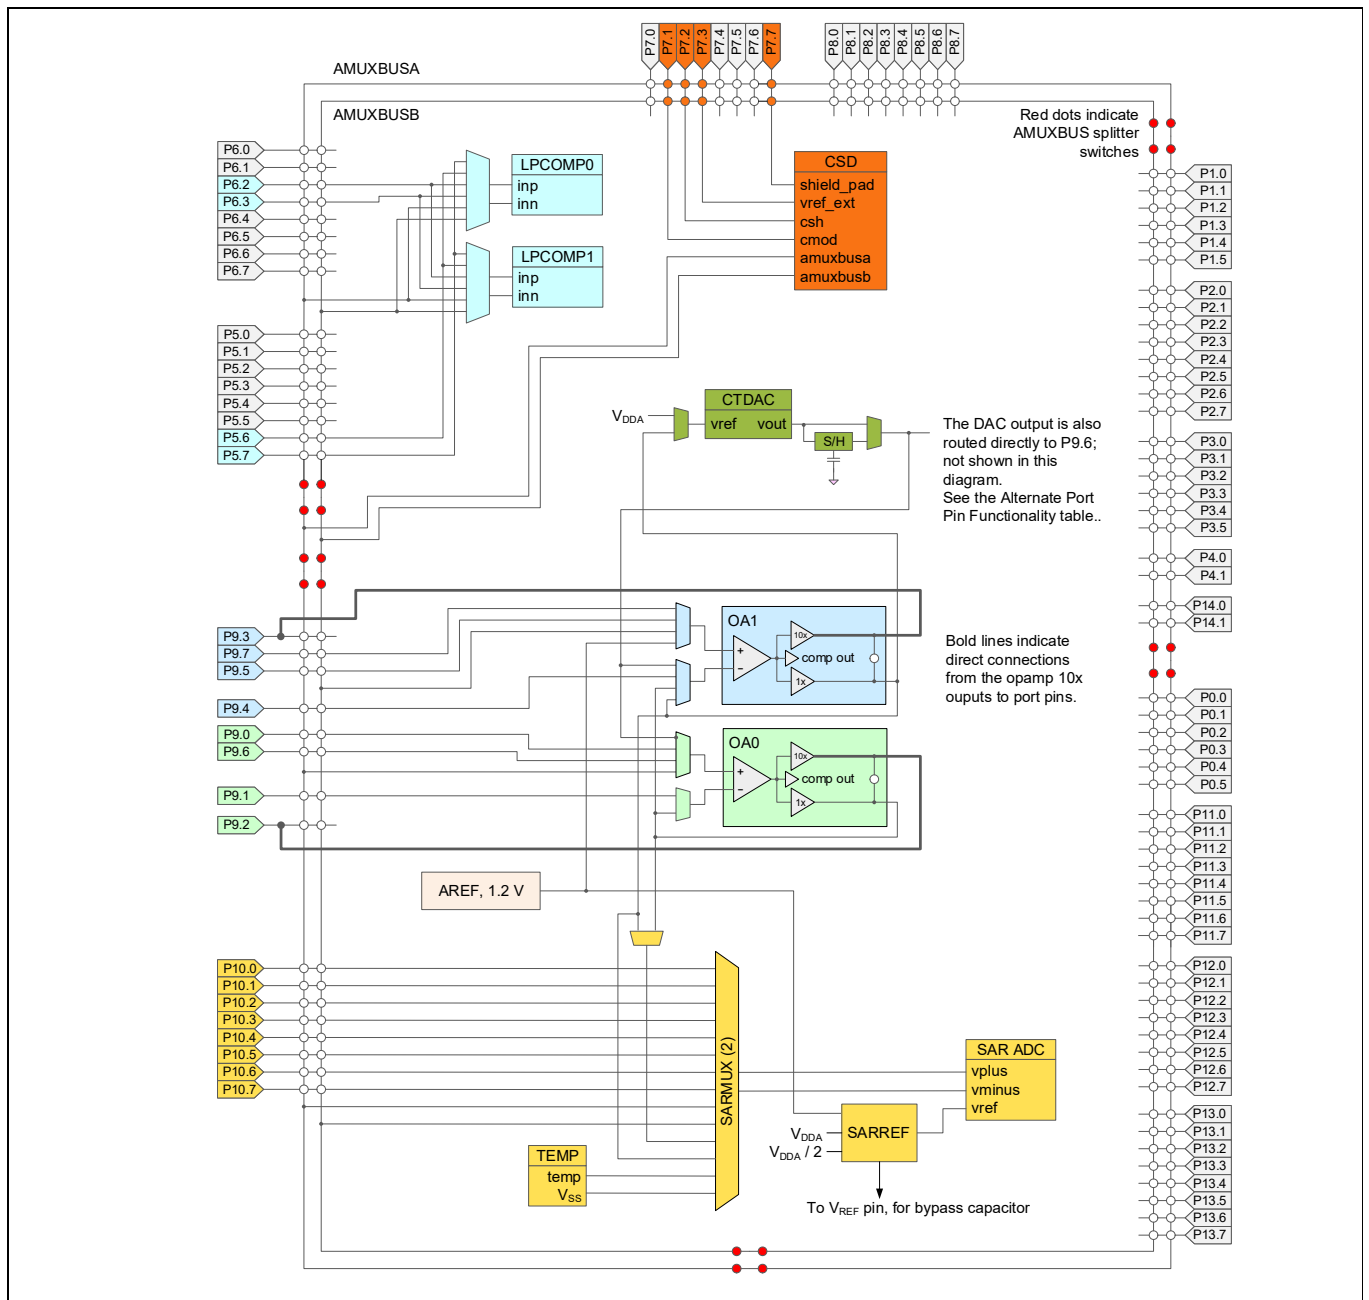 P7.0
P7.1
P7.2
P7.3
P7.4
P7.5
P7.6
P7.7
P8.0
P8.1
P8.2
P8.3
P8.4
P8.5
P8.6
P8.7
AMUXBUSA
AMUXBUSB
Red dots indicate
AMUXBUS splitter
switches
P6.0
P6.1
P6.2
P6.3
P6.4
P6.5
P6.6
P6.7
LPCOMP0
inp
inn
LPCOMP1
inp
inn
CSD
shield_pad
vref_ext
csh
cmod
amuxbusa
amuxbusb
P1.0
P1.1
P1.2
P1.3
P1.4
P1.5
P2.0
P2.1
P2.2
P2.3
P2.4
P2.5
P2.6
P2.7
P5.0
P5.1
P5.2
P5.3
P5.4
P5.5
P5.6
P5.7
VDDA
CTDAC
vref vout
S/H
The DAC output is also
routed directly to P9.6;
not shown in this
diagram.
See the Alternate Port
Pin Functionality table..
P3.0
P3.1
P3.2
P3.3
P3.4
P3.5
P4.0
P4.1
P14.0
P14.1
P9.3
P9.7
P9.5
P9.4
OA1
+
−
10x
comp out
1x
Bold lines indicate
direct connections
from the opamp 10x
ouputs to port pins.
P9.0
P9.6
P9.1
P9.2
OA0
+
−
10x
comp out
1x
P0.0
P0.1
P0.2
P0.3
P0.4
P0.5
P11.0
P11.1
P11.2
P11.3
P11.4
P11.5
P11.6
P11.7
AREF, 1.2 V
P10.0
P10.1
P10.2
P10.3
P10.4
P10.5
P10.6
P10.7
SARMUX (2)
SAR ADC
vplus
vminus
vref
SARREF
VDDA
VDDA / 2
TEMP
temp
VSS
To VREF pin, for bypass capacitor
P12.0
P12.1
P12.2
P12.3
P12.4
P12.5
P12.6
P12.7
P13.0
P13.1
P13.2
P13.3
P13.4
P13.5
P13.6
P13.7